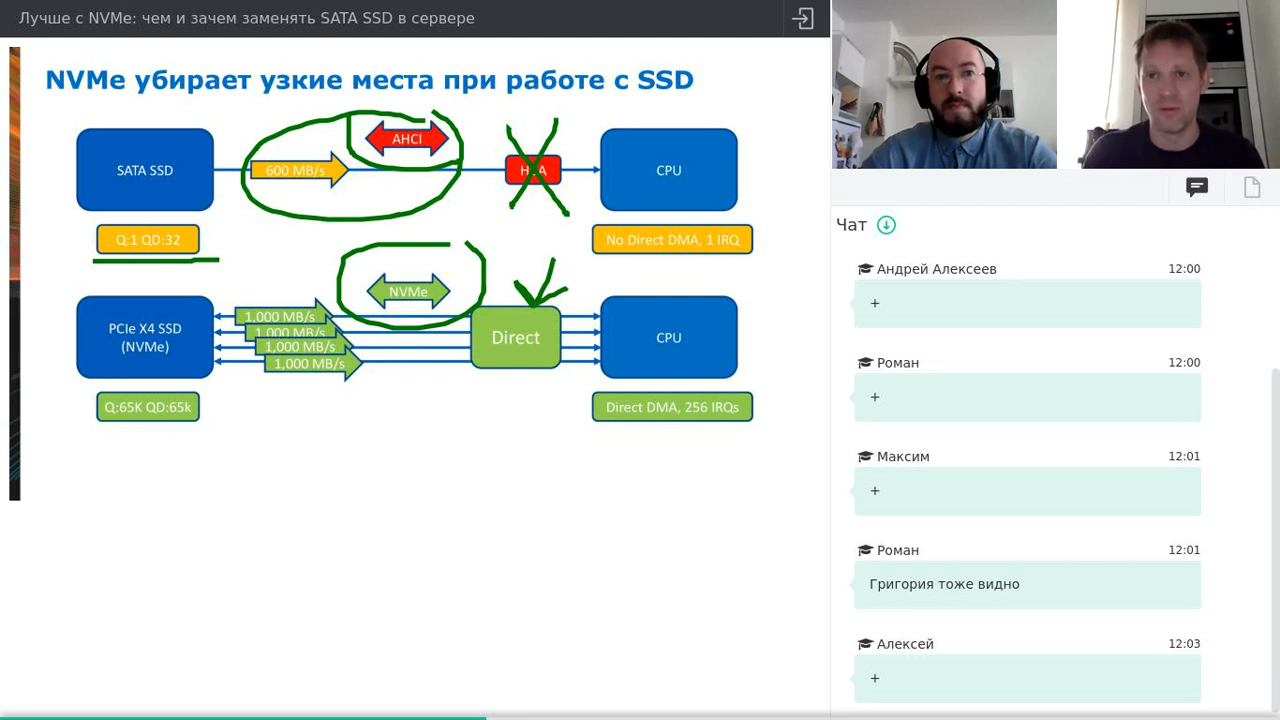 Лучше с NVMe: чем и зачем заменять SATA SSD в сервере
NVMe убирает узкие места при работе с SSD
SATA SSD
600 MB/s
AHCI
CPU
Q:1 QD:32
No Direct DMA, 1 IRQ
NVMe
PCIe X4 SSD
(NVMe)
1,000 MB/s
1,000 MB/s
1,000 MB/s
1,000 MB/s
Direct
CPU
Q:65K QD:65k
Direct DMA, 256 IRQs
Чат
Андрей Алексеев 12:00
+
Роман 12:00
+
Максим 12:01
+
Роман 12:01
Григория тоже видно
Алексей 12:03
+